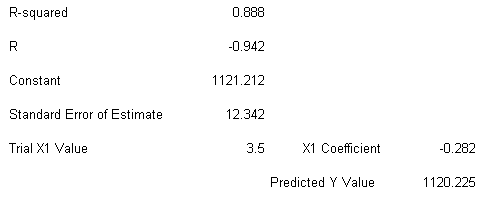 R-squared 0.888
R -0.942
Constant 1121.212
Standard Error of Estimate 12.342
Trial X1 Value 3.5 X1 Coefficient -0.282
Predicted Y Value 1120.225